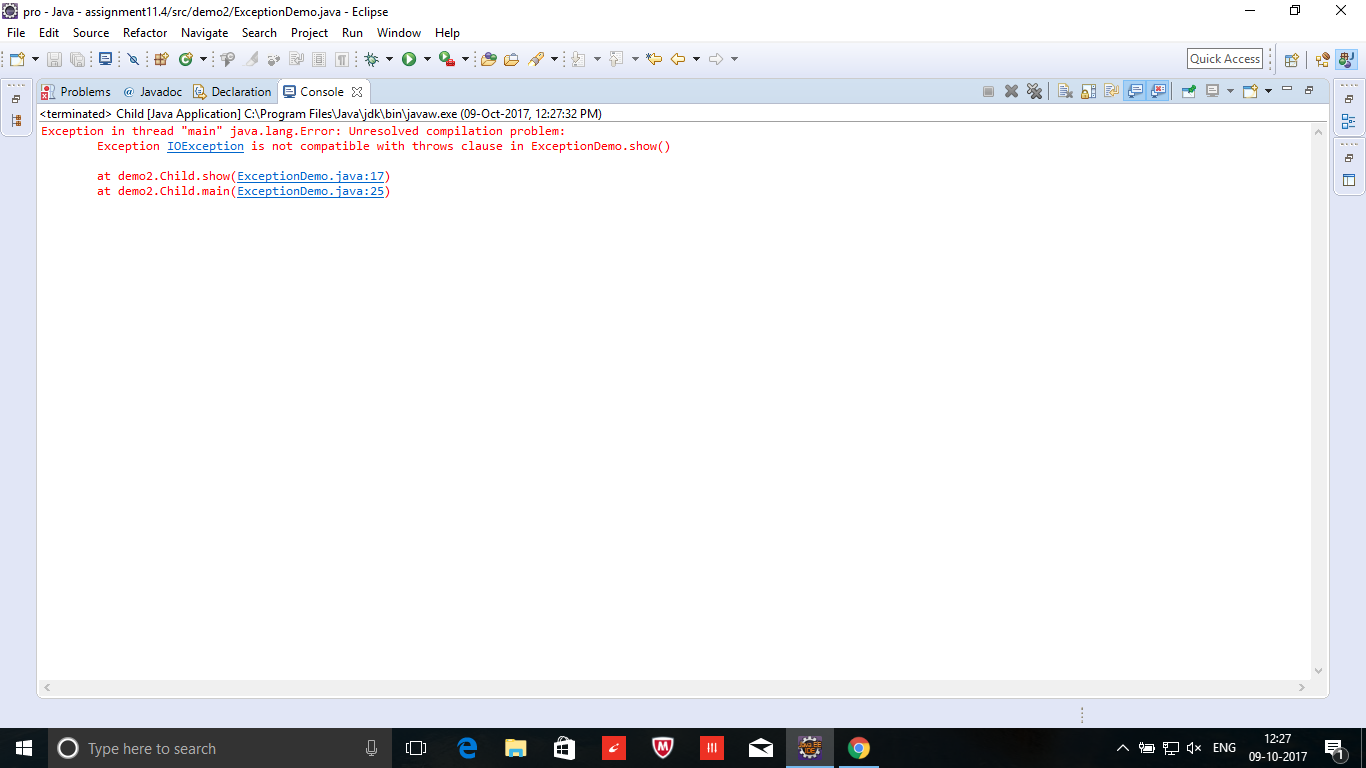 pro - Java - assignment11.4/src/demo2/ExceptionDemo.java - Eclipse
File Edit Source Refactor Navigate Search Project Run Window Help
Quick Access
Problems @ Javadoc Declaration Console
<terminated> Child [Java Application] C:\Program Files\Java\jdk\bin\javaw.exe (09-Oct-2017, 12:27:32 PM)
Exception in thread "main" java.lang.Error: Unresolved compilation problem:
Exception IOException is not compatible with throws clause in ExceptionDemo.show()
at demo2.Child.show(ExceptionDemo.java:17)
at demo2.Child.main(ExceptionDemo.java:25)
Type here to search
ENG
12:27
09-10-2017
1